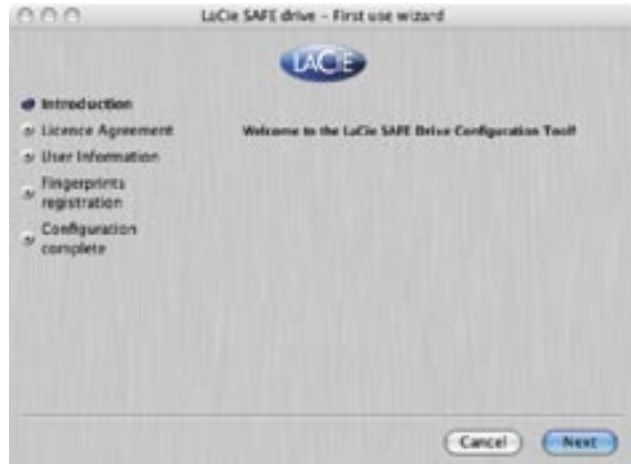 LaCie SAFE drive – First use wizard
LACIE
Introduction
Licence Agreement
User Information
Fingerprints
registration
Configuration
complete
Welcome to the LaCie SAFE Drive Configuration Tool!
Cancel
Next